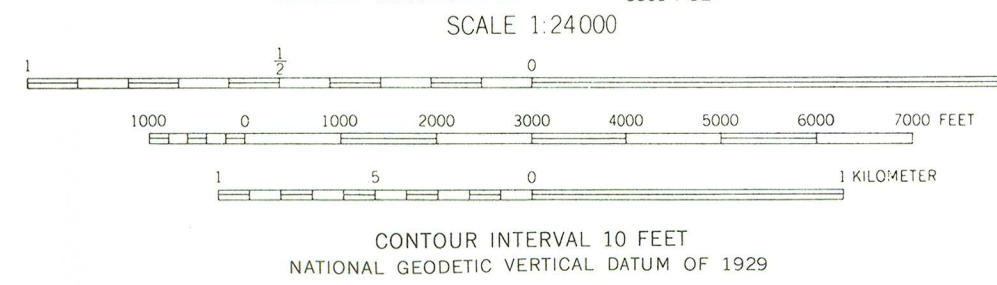 SCALE 1:24000
1 1/2 0
1000 0 1000 2000 3000 4000 5000 6000 7000 FEET
1 5 0 1 KILOMETER
CONTOUR INTERVAL 10 FEET
NATIONAL GEODETIC VERTICAL DATUM OF 1929